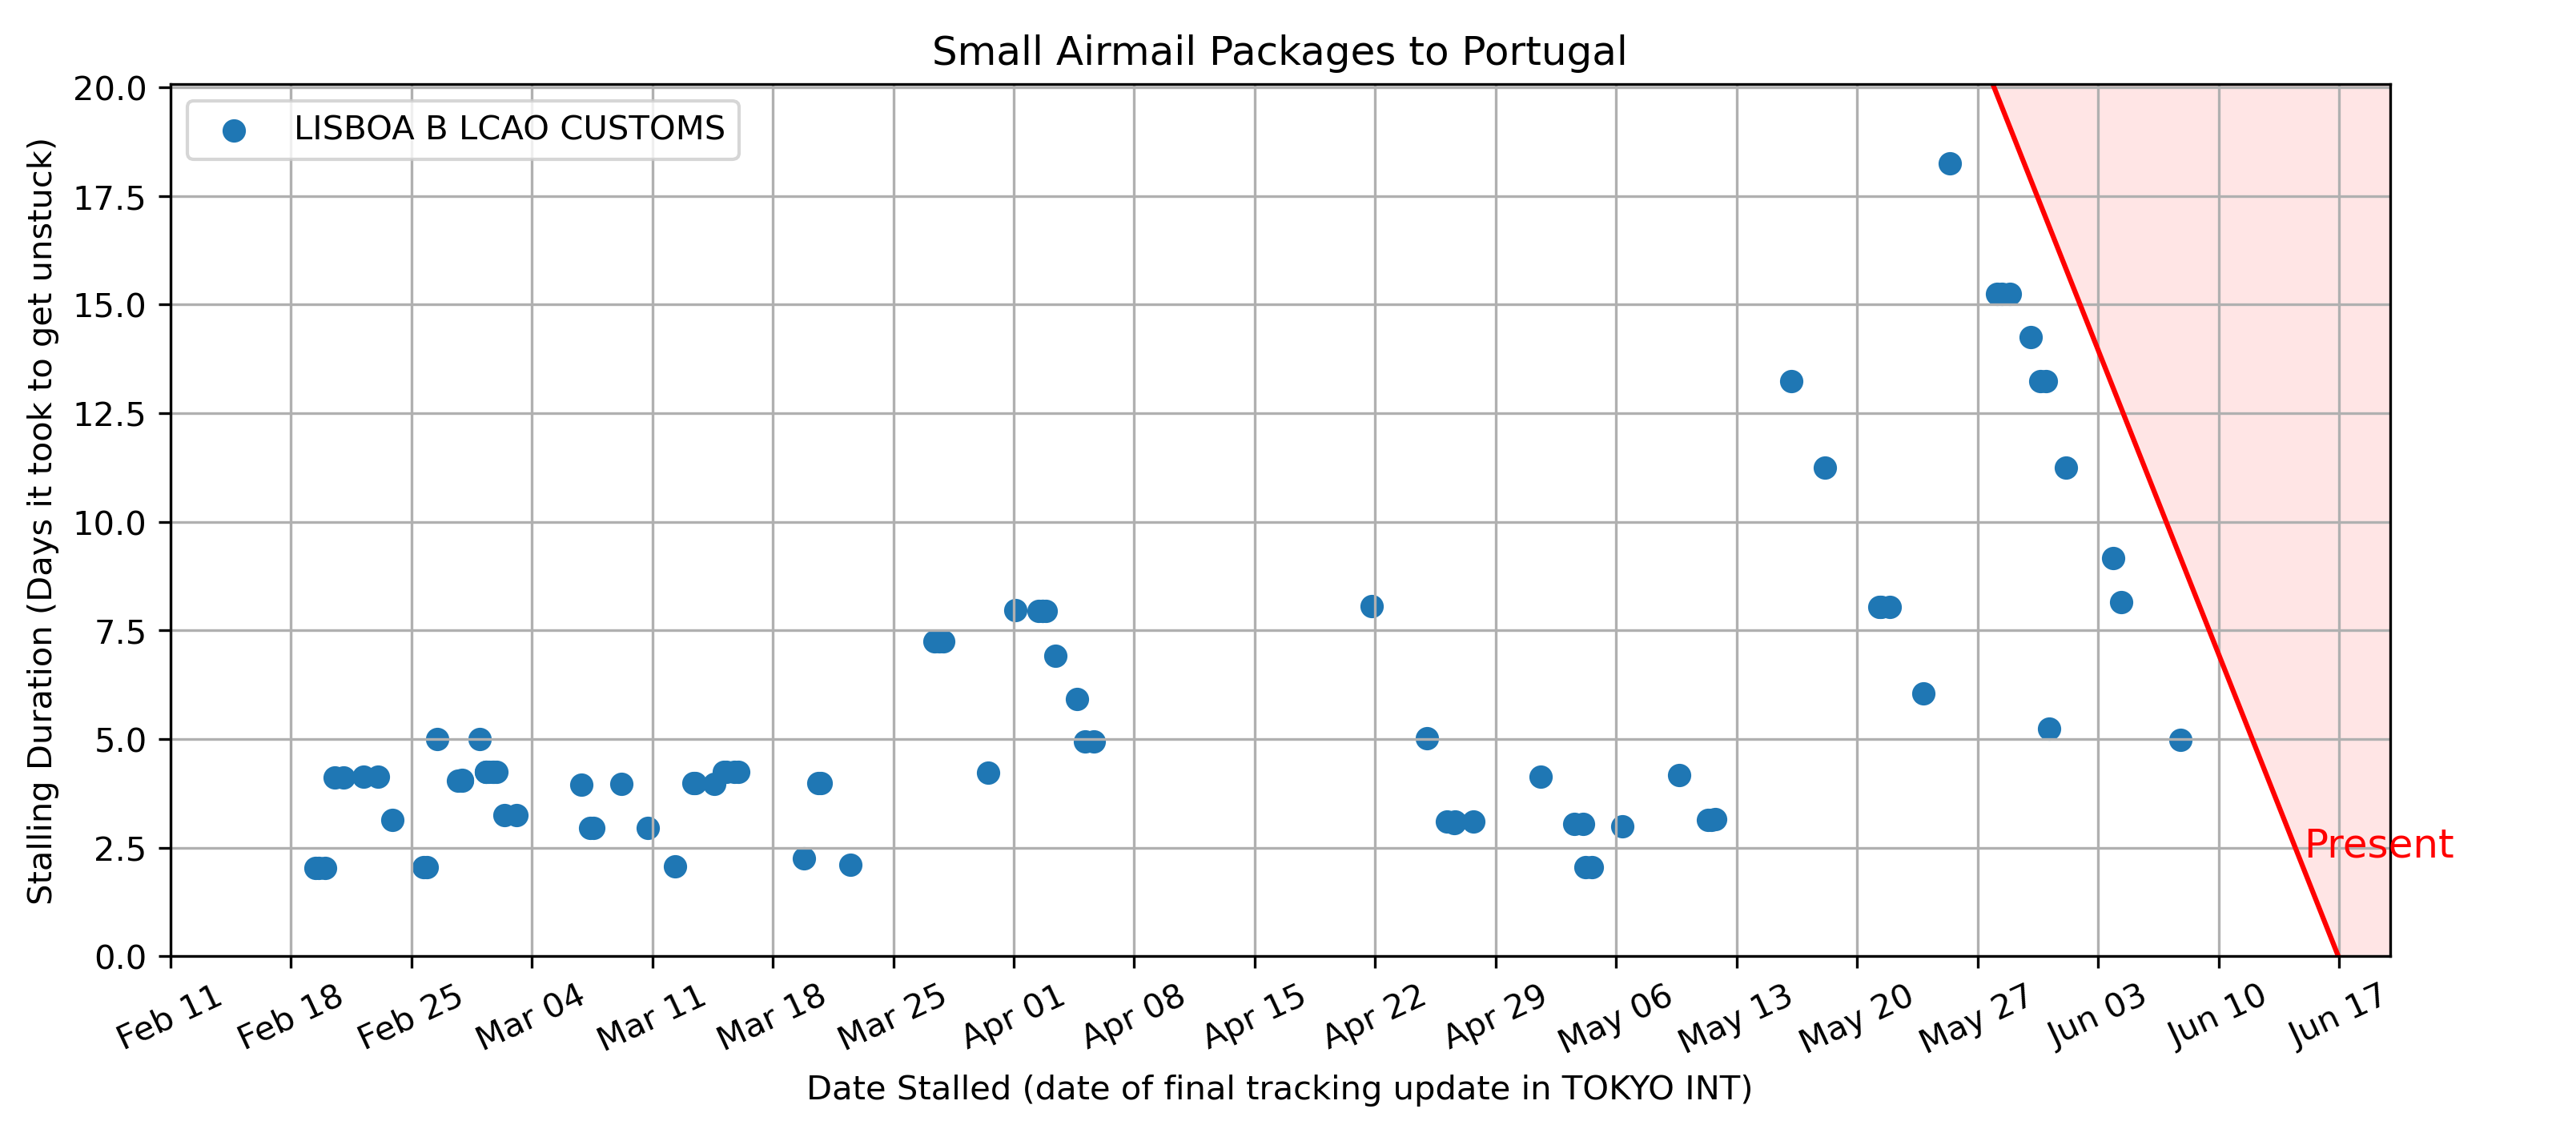 Small Airmail Packages to Portugal
LISBOA B LCAO CUSTOMS
Stalling Duration (Days it took to get unstuck)
20.0
17.5
15.0
12.5
10.0
7.5
5.0
2.5
0.0
Present
Feb 11
Feb 18
Feb 25
Mar 04
Mar 11
Mar 18
Mar 25
Apr 01
Apr 08
Apr 15
Apr 22
Apr 29
May 06
May 13
May 20
May 27
Jun 03
Jun 10
Jun 17
Date Stalled (date of final tracking update in TOKYO INT)